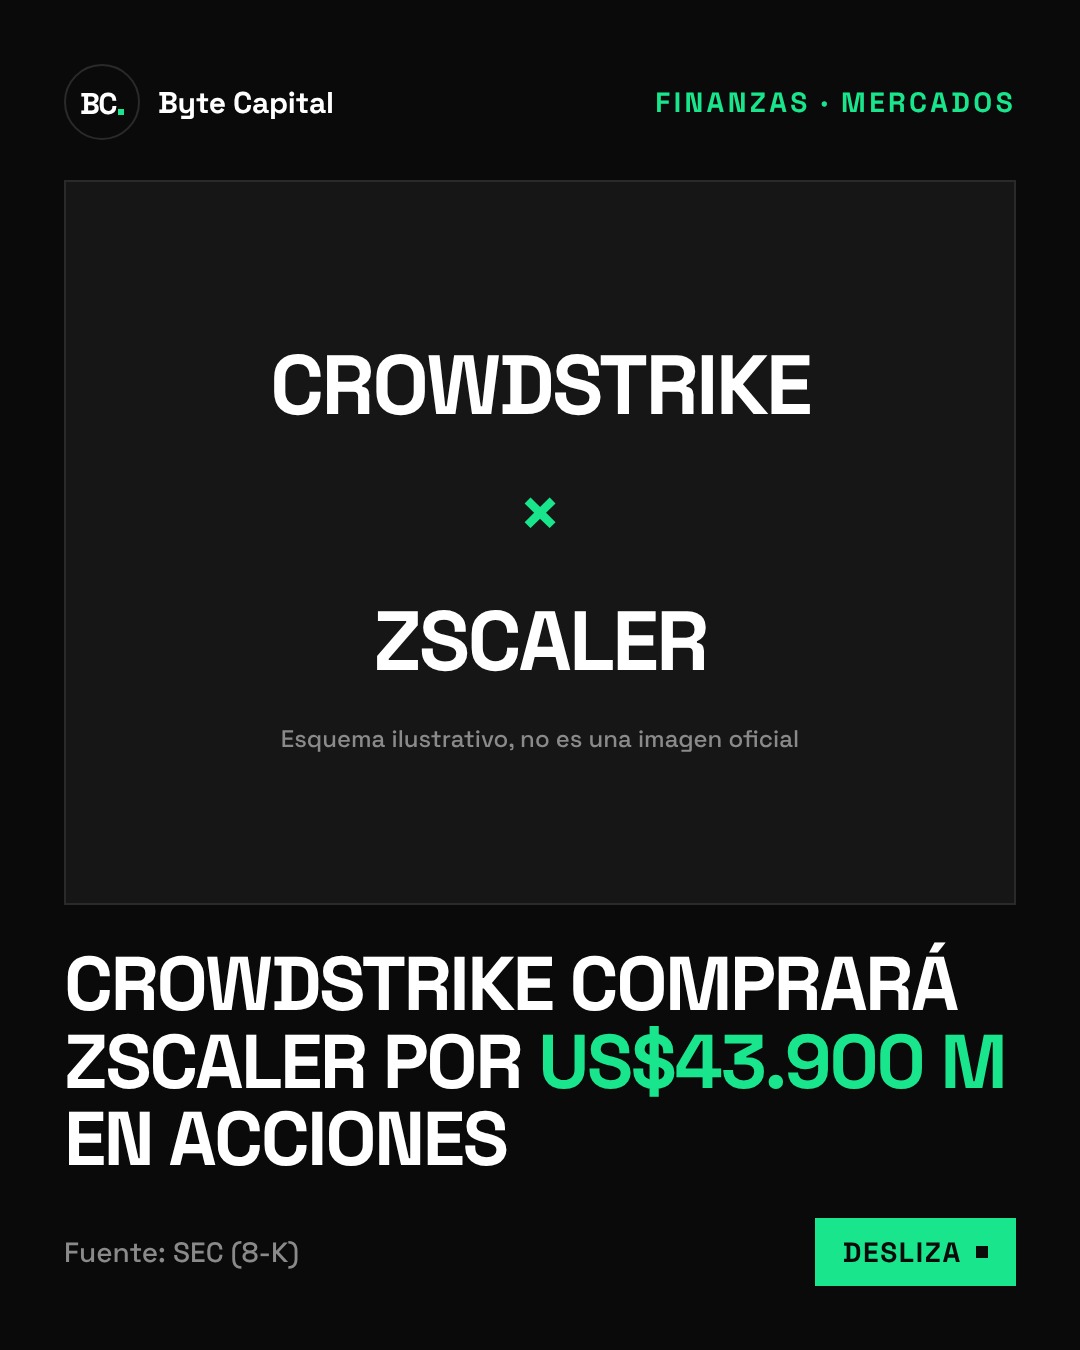 BC.
Byte Capital
FINANZAS · MERCADOS
CROWDSTRIKE
×
ZSCALER
Esquema ilustrativo, no es una imagen oficial
CROWDSTRIKE COMPRARÁ
ZSCALER POR US$43.900 M
EN ACCIONES
Fuente: SEC (8-K)
DESLIZA